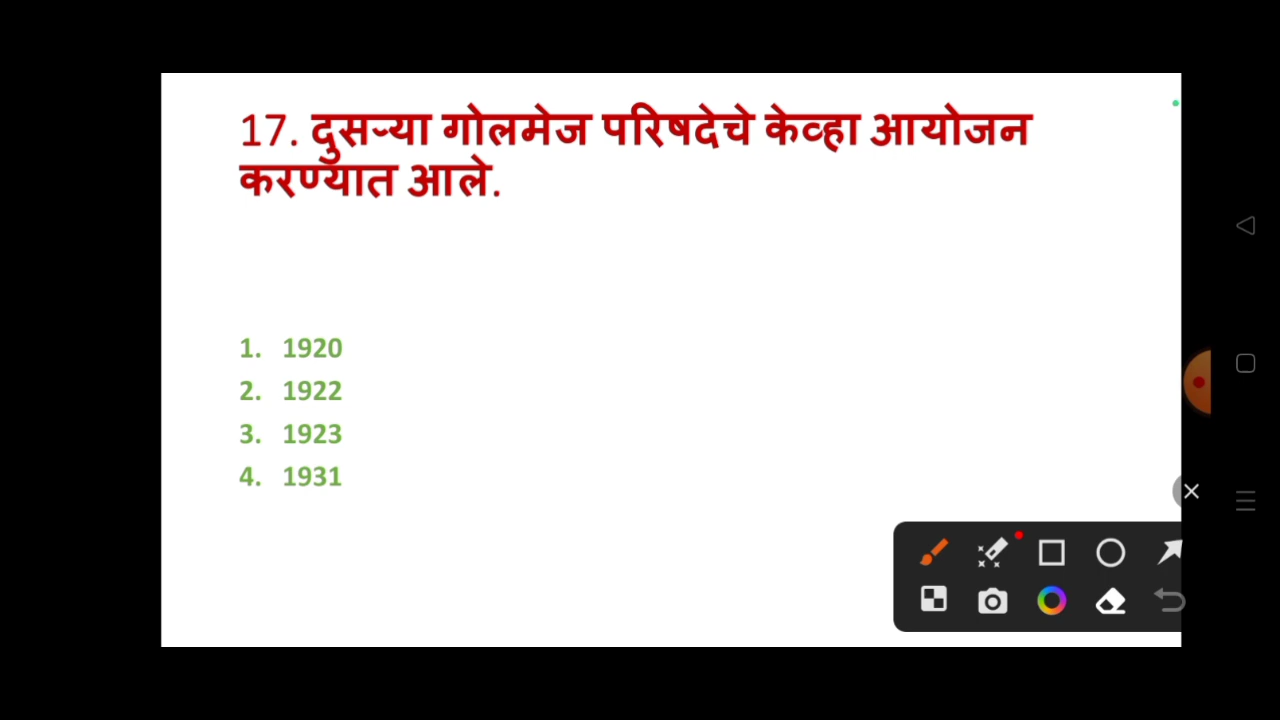 17. दुसऱ्या गोलमेज परिषदेचे केव्हा आयोजन
करण्यात आले.
1. 1920
2. 1922
3. 1923
4. 1931